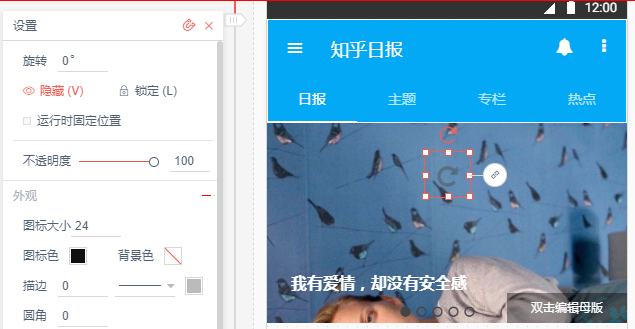 设置
旋转 0°
隐藏 (V) 锁定 (L)
运行时固定位置
不透明度 100
外观
图标大小 24
图标色 背景色
描边 0
圆角 0
12:00
知乎日报
日报 主题 专栏 热点
我有爱情，却没有安全感
双击编辑母版